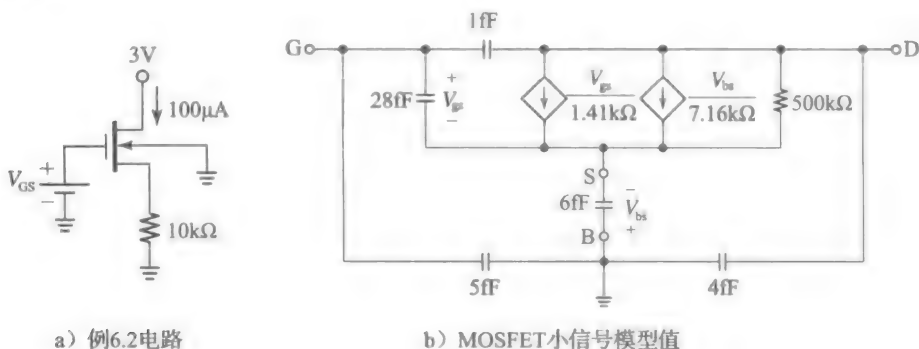 3V
100μA
V_GS
+
−
10kΩ
a）例6.2电路
G
1fF
D
28fF
+
V_gs
−
V_gs
1.41kΩ
V_bs
7.16kΩ
500kΩ
S
6fF
−
V_bs
+
B
5fF
4fF
b）MOSFET小信号模型值